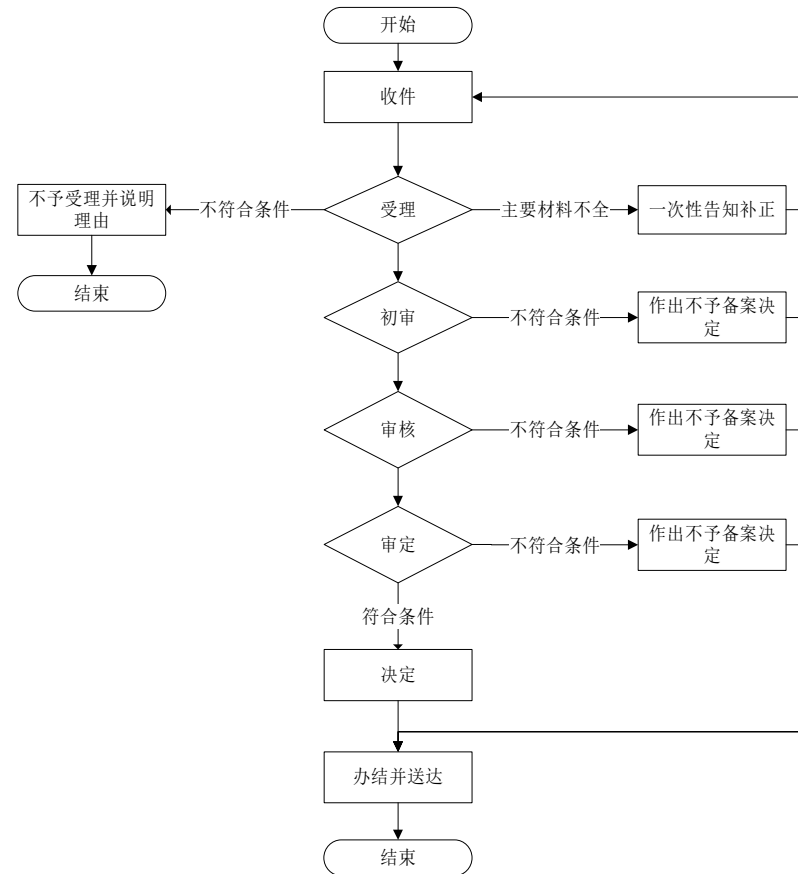 开始
收件
不予受理并说明
理由
不符合条件
受理
主要材料不全
一次性告知补正
结束
初审
不符合条件
作出不予备案决
定
审核
不符合条件
作出不予备案决
定
审定
不符合条件
作出不予备案决
定
符合条件
决定
办结并送达
结束